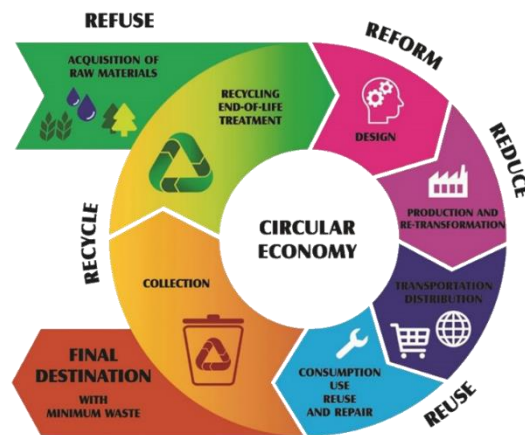 REFUSE
ACQUISITION OF
RAW MATERIALS
RECYCLING
END-OF-LIFE
TREATMENT
REFORM
DESIGN
REDUCE
PRODUCTION AND
RE-TRANSFORMATION
TRANSPORTATION
DISTRIBUTION
REUSE
CONSUMPTION
USE
REUSE
AND REPAIR
COLLECTION
RECYCLE
CIRCULAR
ECONOMY
FINAL
DESTINATION
WITH
MINIMUM WASTE